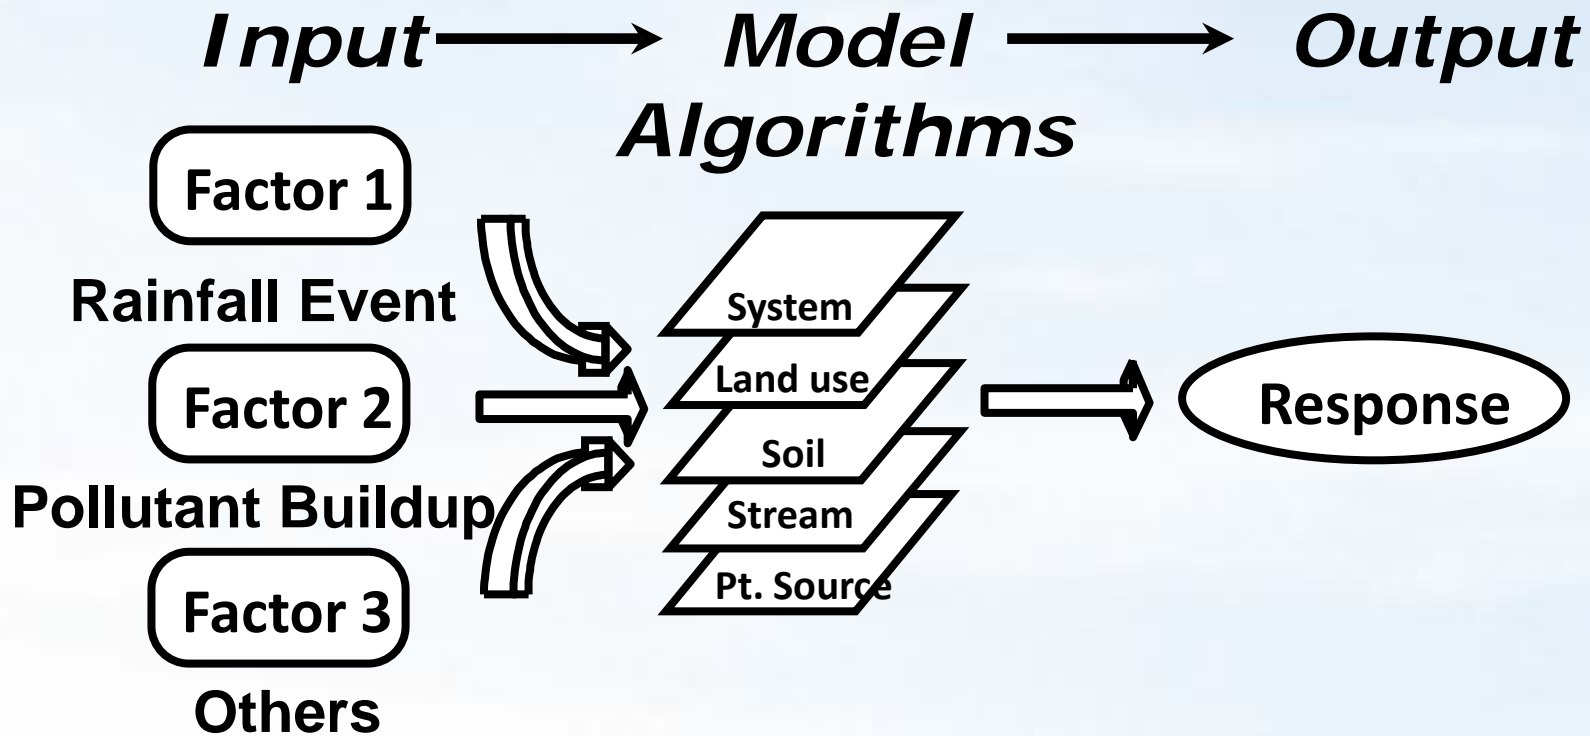 Input
Model
Algorithms
Output
Factor 1
Rainfall Event
Factor 2
Pollutant Buildup
Factor 3
Others
System
Land use
Soil
Stream
Pt. Source
Response